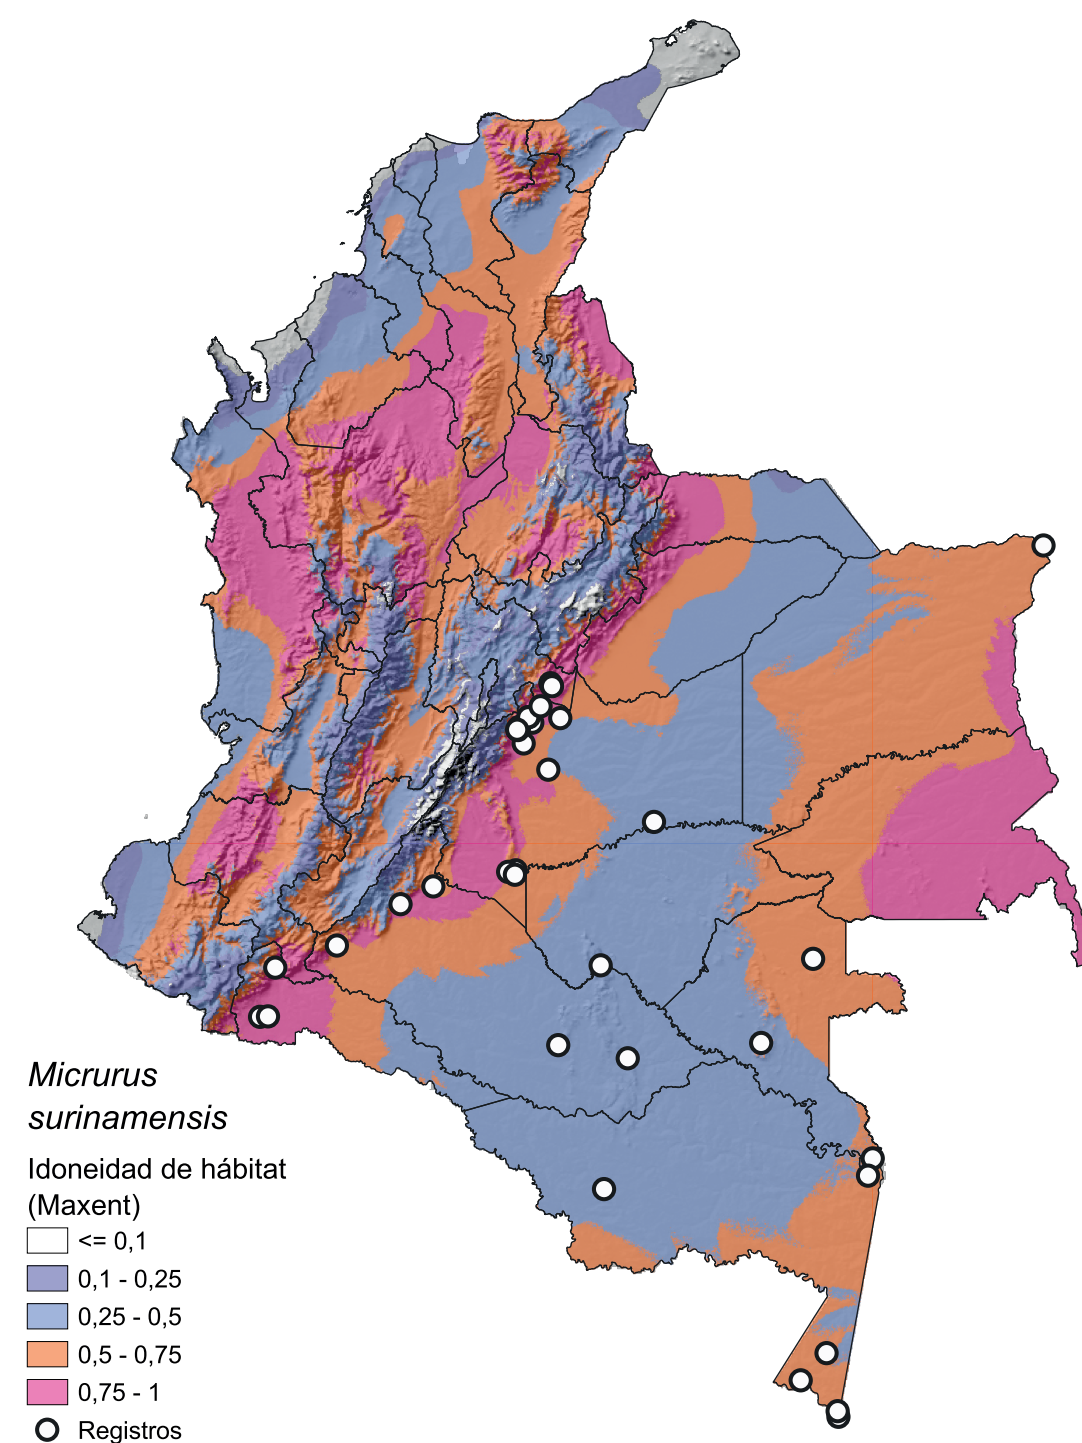 Micrurus
surinamensis
Idoneidad de hábitat
(Maxent)
<= 0,1
0,1 - 0,25
0,25 - 0,5
0,5 - 0,75
0,75 - 1
Registros